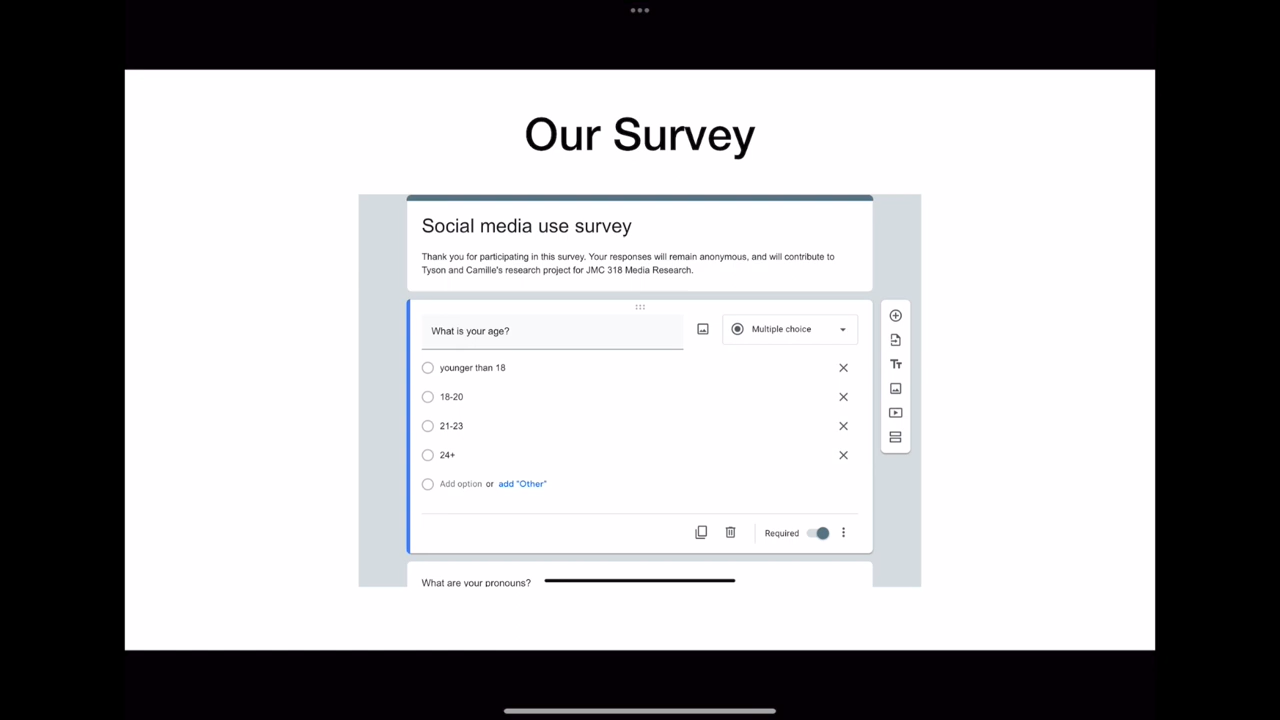 Our Survey
Social media use survey
Thank you for participating in this survey. Your responses will remain anonymous, and will contribute to
Tyson and Camille's research project for JMC 318 Media Research.
What is your age?
Multiple choice
younger than 18
18-20
21-23
24+
Add option or add "Other"
Required
What are your pronouns?